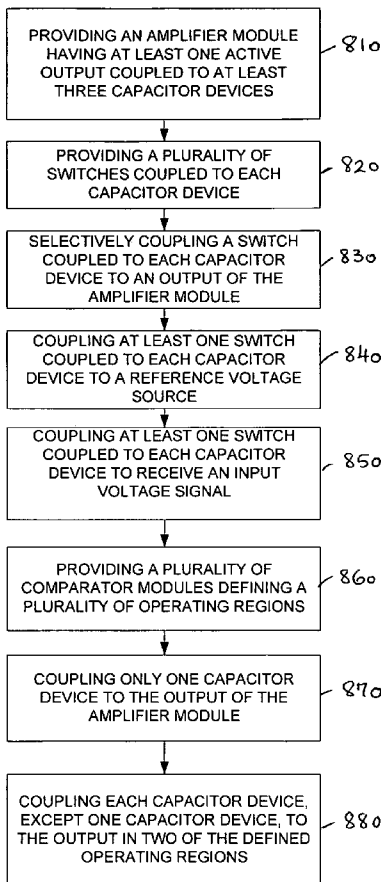 PROVIDING AN AMPLIFIER MODULE
HAVING AT LEAST ONE ACTIVE
OUTPUT COUPLED TO AT LEAST
THREE CAPACITOR DEVICES
810
PROVIDING A PLURALITY OF
SWITCHES COUPLED TO EACH
CAPACITOR DEVICE
820
SELECTIVELY COUPLING A SWITCH
COUPLED TO EACH CAPACITOR
DEVICE TO AN OUTPUT OF THE
AMPLIFIER MODULE
830
COUPLING AT LEAST ONE SWITCH
COUPLED TO EACH CAPACITOR
DEVICE TO A REFERENCE VOLTAGE
SOURCE
840
COUPLING AT LEAST ONE SWITCH
COUPLED TO EACH CAPACITOR
DEVICE TO RECEIVE AN INPUT
VOLTAGE SIGNAL
850
PROVIDING A PLURALITY OF
COMPARATOR MODULES DEFINING A
PLURALITY OF OPERATING REGIONS
860
COUPLING ONLY ONE CAPACITOR
DEVICE TO THE OUTPUT OF THE
AMPLIFIER MODULE
870
COUPLING EACH CAPACITOR DEVICE,
EXCEPT ONE CAPACITOR DEVICE, TO
THE OUTPUT IN TWO OF THE DEFINED
OPERATING REGIONS
880